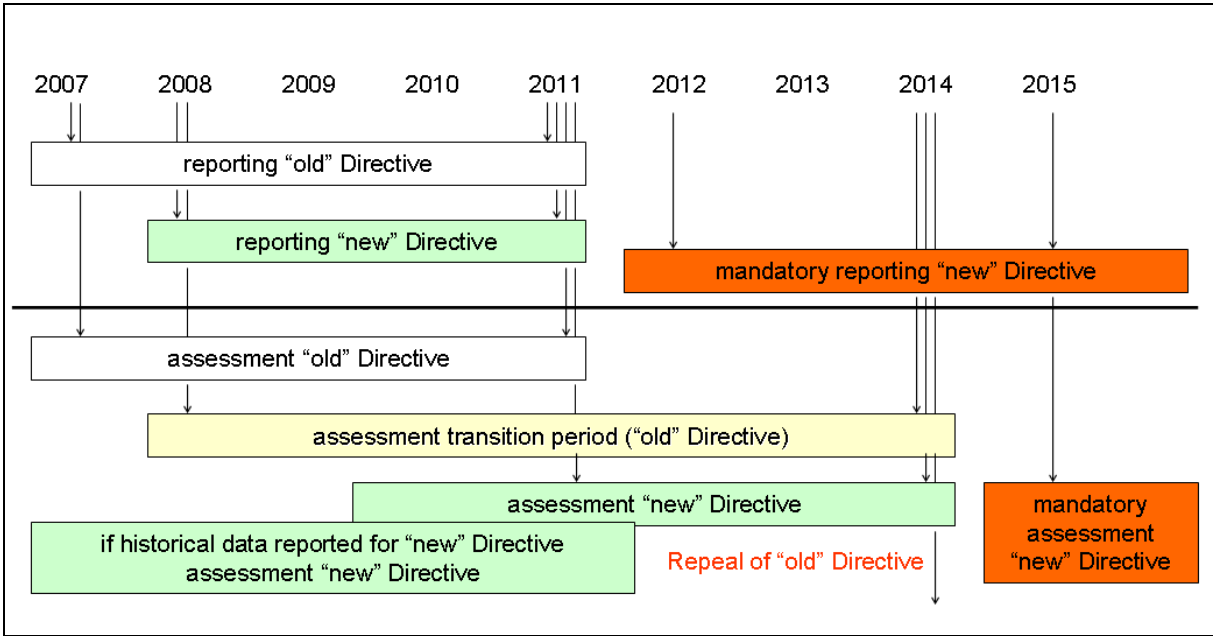 2007 2008 2009 2010 2011 2012 2013 2014 2015
reporting “old” Directive
reporting “new” Directive
mandatory reporting “new” Directive
assessment “old” Directive
assessment transition period (“old” Directive)
assessment “new” Directive
mandatory
assessment
“new” Directive
if historical data reported for “new” Directive
assessment “new” Directive
Repeal of “old” Directive